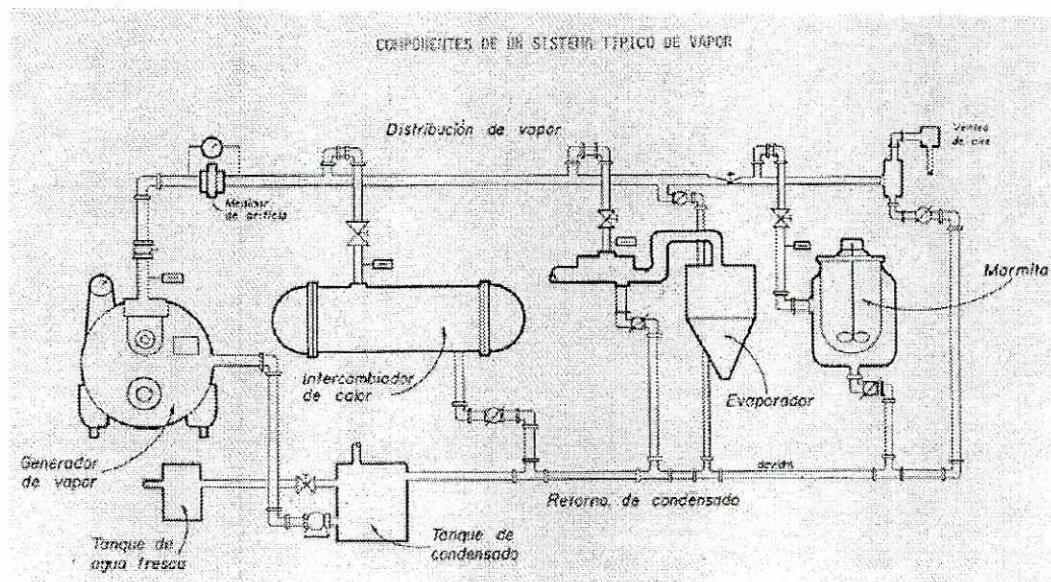 COMPONENTES DE UN SISTEMA TIPICO DE VAPOR
Distribución de vapor
Venteo
de aire
Medidor
de orificio
Marmita
Intercambiador
de calor
Evaporador
Generador
de vapor
Retorno de condensado
Tanque de
agua fresca
Tanque de
condensado